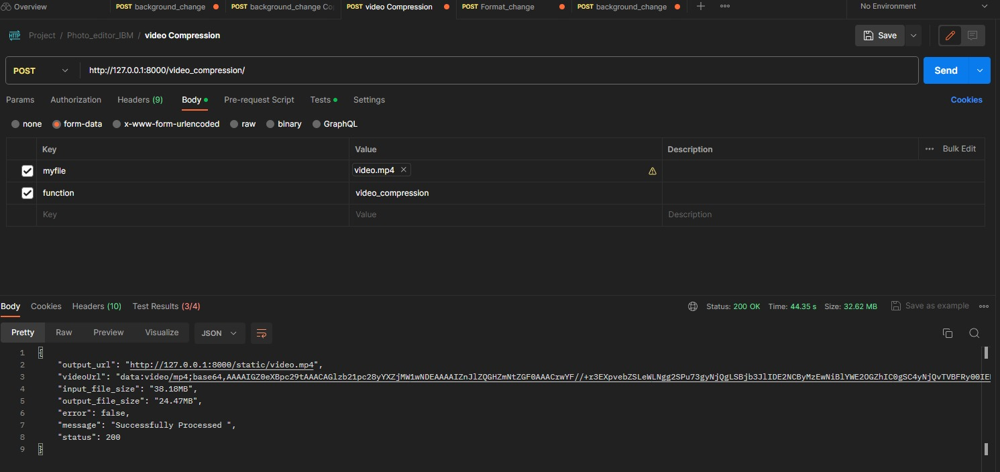 Overview POST background_change POST background_change Co POST video Compression POST Format_change POST background_change No Environment
HTTP Project / Photo_editor_IBM / video Compression Save
POST http://127.0.0.1:8000/video_compression/ Send
Params Authorization Headers (9) Body Pre-request Script Tests Settings Cookies
none form-data x-www-form-urlencoded raw binary GraphQL
Key Value Description Bulk Edit
myfile video.mp4
function video_compression
Key Value Description
Body Cookies Headers (10) Test Results (3/4) Status: 200 OK Time: 44.35 s Size: 32.62 MB Save as example
Pretty Raw Preview Visualize JSON
1 {
2 "output_url": "http://127.0.0.1:8000/static/video.mp4",
3 "videoUrl": "data:video/mp4;base64,
4 "input_file_size": "38.18MB",
5 "output_file_size": "24.47MB",
6 "error": false,
7 "message": "Successfully Processed ",
8 "status": 200
9 }